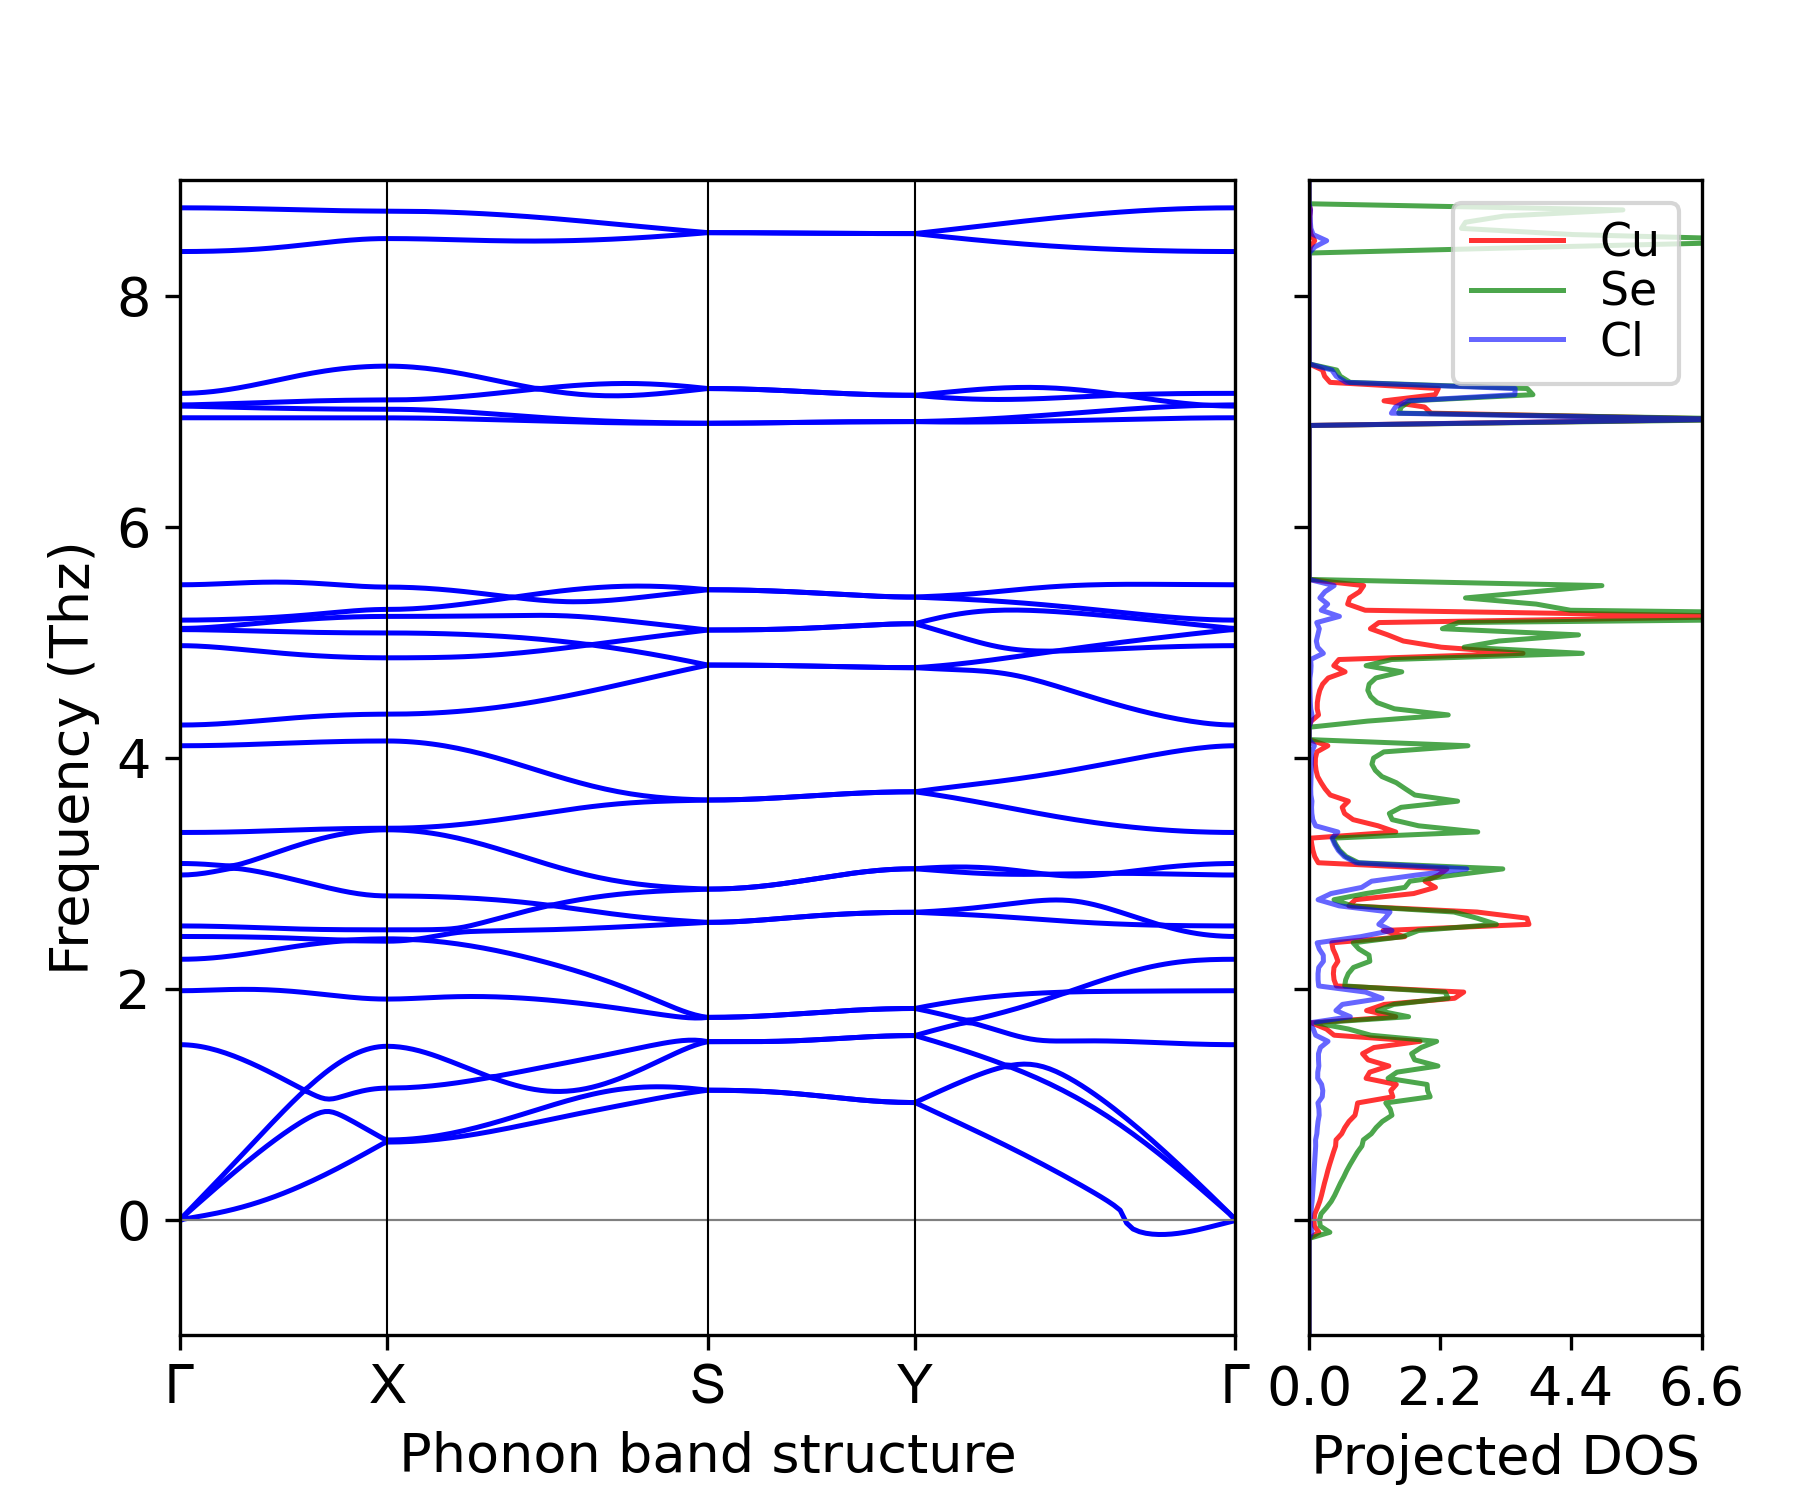 Frequency (Thz)
8
6
4
2
0
Γ X S Y Γ
Phonon band structure
Cu
Se
Cl
0.0 2.2 4.4 6.6
Projected DOS